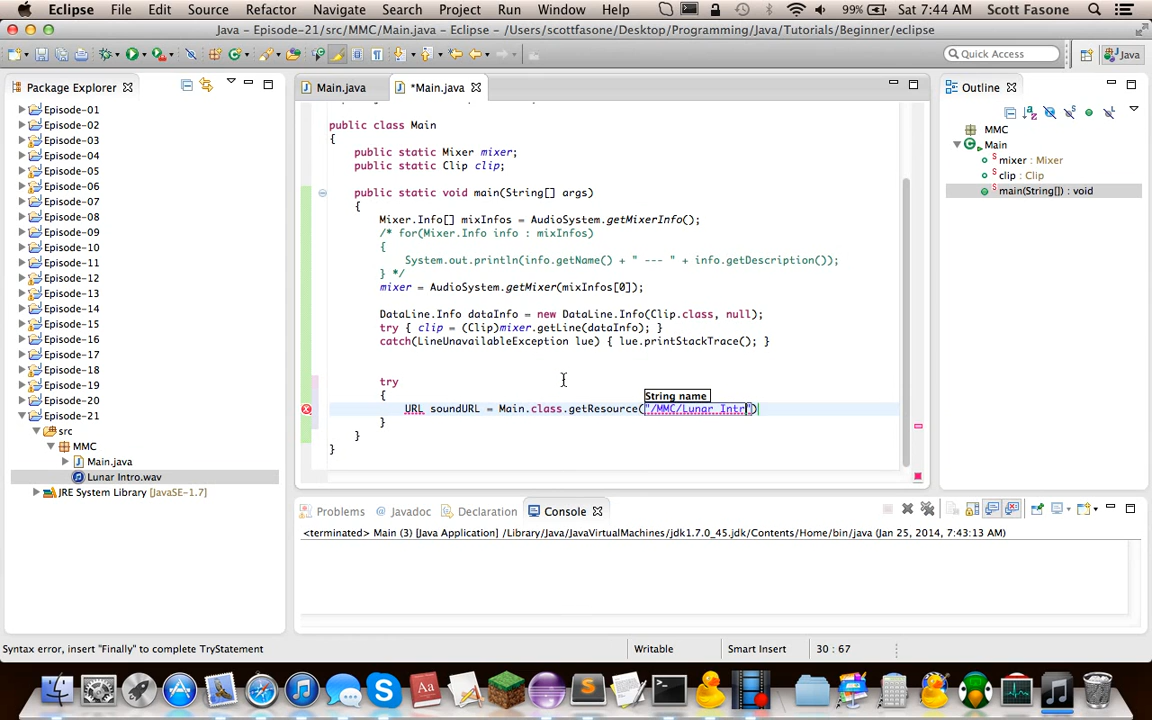 Eclipse File Edit Source Refactor Navigate Search Project Run Window Help 99% Sat 7:44 AM Scott Fasone
Java - Episode-21/src/MMC/Main.java - Eclipse - /Users/scottfasone/Desktop/Programming/Java/Tutorials/Beginner/eclipse
Quick Access Java
Package Explorer
Episode-01
Episode-02
Episode-03
Episode-04
Episode-05
Episode-06
Episode-07
Episode-08
Episode-09
Episode-10
Episode-11
Episode-12
Episode-13
Episode-14
Episode-15
Episode-16
Episode-17
Episode-18
Episode-19
Episode-20
Episode-21
src
MMC
Main.java
Lunar Intro.wav
JRE System Library [JavaSE-1.7]
Main.java *Main.java
public class Main
{
public static Mixer mixer;
public static Clip clip;
public static void main(String[] args)
{
Mixer.Info[] mixInfos = AudioSystem.getMixerInfo();
/* for(Mixer.Info info : mixInfos)
{
System.out.println(info.getName() + " --- " + info.getDescription());
} */
mixer = AudioSystem.getMixer(mixInfos[0]);
DataLine.Info dataInfo = new DataLine.Info(Clip.class, null);
try { clip = (Clip)mixer.getLine(dataInfo); }
catch(LineUnavailableException lue) { lue.printStackTrace(); }
try
{
String name
URL soundURL = Main.class.getResource("/MMC/Lunar Intr")
}
}
}
Outline
MMC
Main
mixer : Mixer
clip : Clip
main(String[]) : void
Problems Javadoc Declaration Console
<terminated> Main (3) [Java Application] /Library/Java/JavaVirtualMachines/jdk1.7.0_45.jdk/Contents/Home/bin/java (Jan 25, 2014, 7:43:13 AM)
Syntax error, insert "Finally" to complete TryStatement Writable Smart Insert 30 : 67